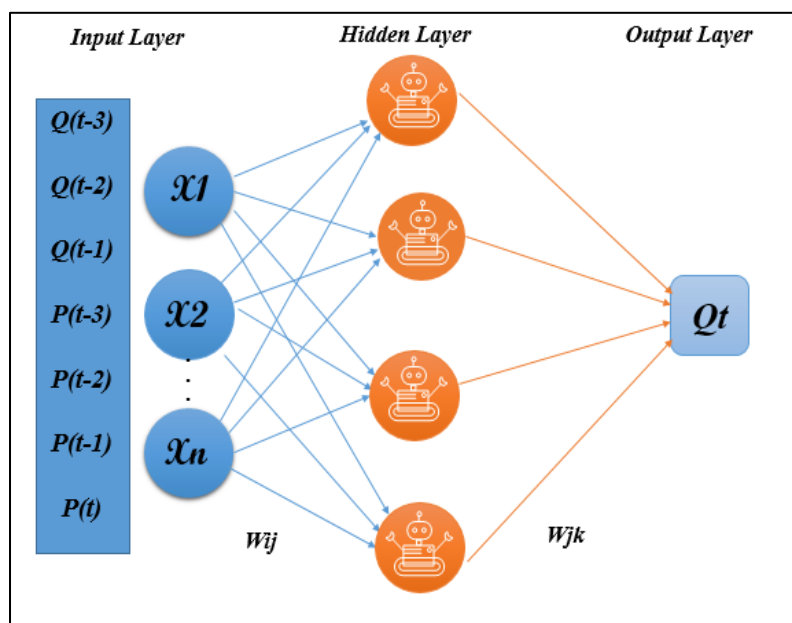 Input Layer
Hidden Layer
Output Layer
Q(t-3)
Q(t-2)
Q(t-1)
P(t-3)
P(t-2)
P(t-1)
P(t)
X1
X2
Xn
Qt
Wij
Wjk